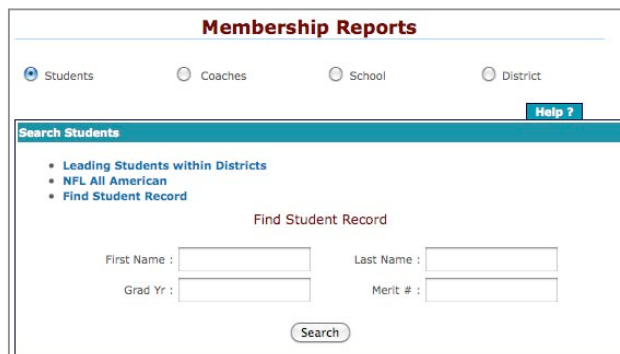 Membership Reports
Students Coaches School District
Help ?
Search Students
Leading Students within Districts
NFL All American
Find Student Record
Find Student Record
First Name : Last Name :
Grad Yr : Merit # :
Search